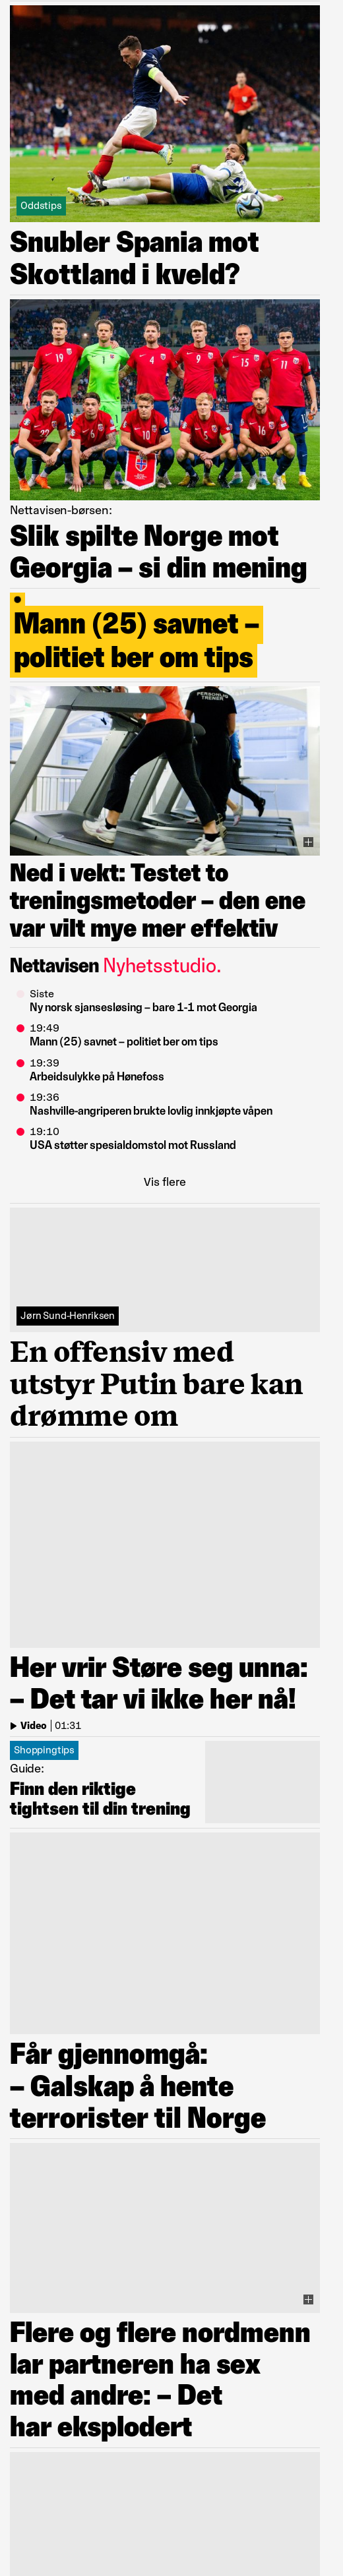 Oddstips
Snubler Spania mot
Skottland i kveld?
Nettavisen-børsen:
Slik spilte Norge mot
Georgia – si din mening
Mann (25) savnet –
politiet ber om tips
PERSONLIG
TRENER
Ned i vekt: Testet to
treningsmetoder – den ene
var vilt mye mer effektiv
Nettavisen Nyhetsstudio.
Siste
Ny norsk sjansesløsing – bare 1-1 mot Georgia
19:49
Mann (25) savnet – politiet ber om tips
19:39
Arbeidsulykke på Hønefoss
19:36
Nashville-angriperen brukte lovlig innkjøpte våpen
19:10
USA støtter spesialdomstol mot Russland
Vis flere
Jørn Sund-Henriksen
En offensiv med
utstyr Putin bare kan
drømme om
Her vrir Støre seg unna:
– Det tar vi ikke her nå!
Video | 01:31
Shoppingtips
Guide:
Finn den riktige
tightsen til din trening
Får gjennomgå:
– Galskap å hente
terrorister til Norge
Flere og flere nordmenn
lar partneren ha sex
med andre: – Det
har eksplodert